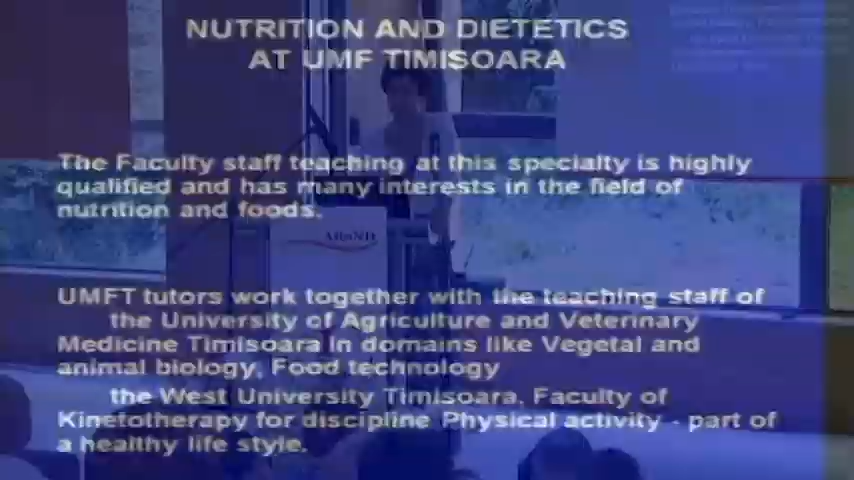 NUTRITION AND DIETETICS
AT UMF TIMISOARA
The Faculty staff teaching at this specialty is highly
qualified and has many interests in the field of
nutrition and foods.
UMFT tutors work together with the teaching staff of
the University of Agriculture and Veterinary
Medicine Timisoara in domains like Vegetal and
animal biology, Food technology
the West University Timisoara, Faculty of
Kinetotherapy for discipline Physical activity - part of
a healthy life style.